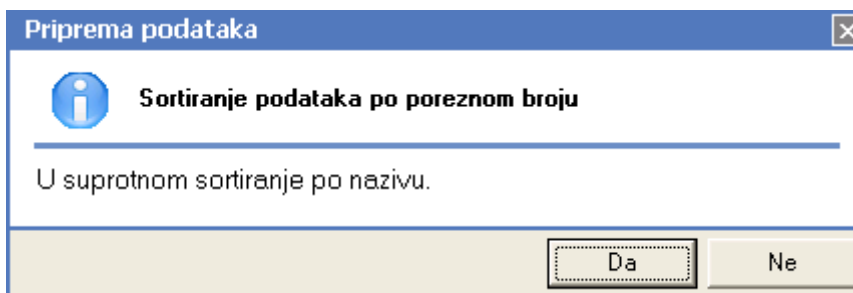 Priprema podataka
Sortiranje podataka po poreznom broju
U suprotnom sortiranje po nazivu.
Da
Ne